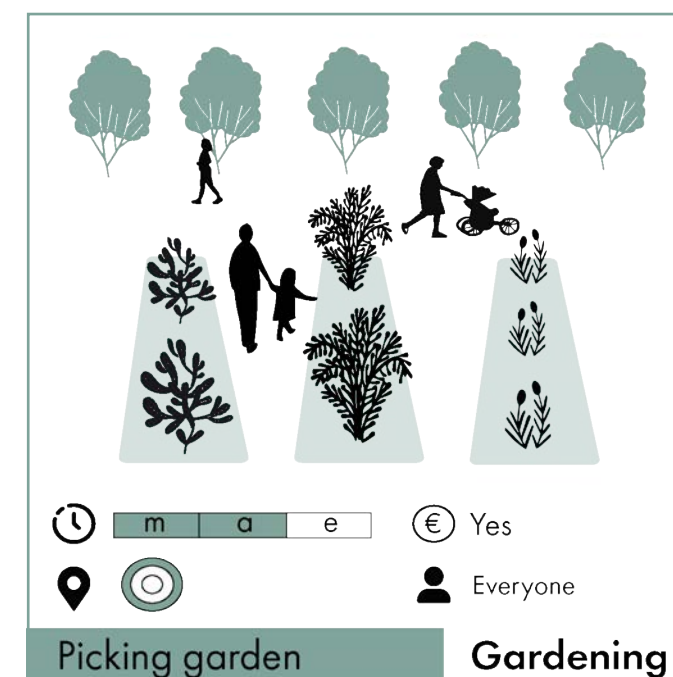 m a e
€ Yes
Everyone
Picking garden
Gardening